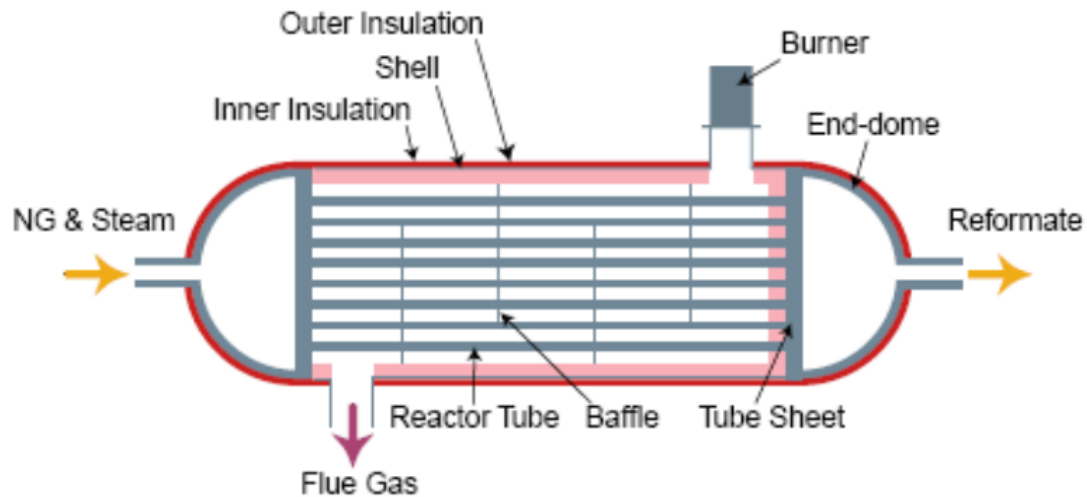 Outer Insulation
Burner
Shell
Inner Insulation
End-dome
NG & Steam
Reformate
Reactor Tube
Baffle
Tube Sheet
Flue Gas